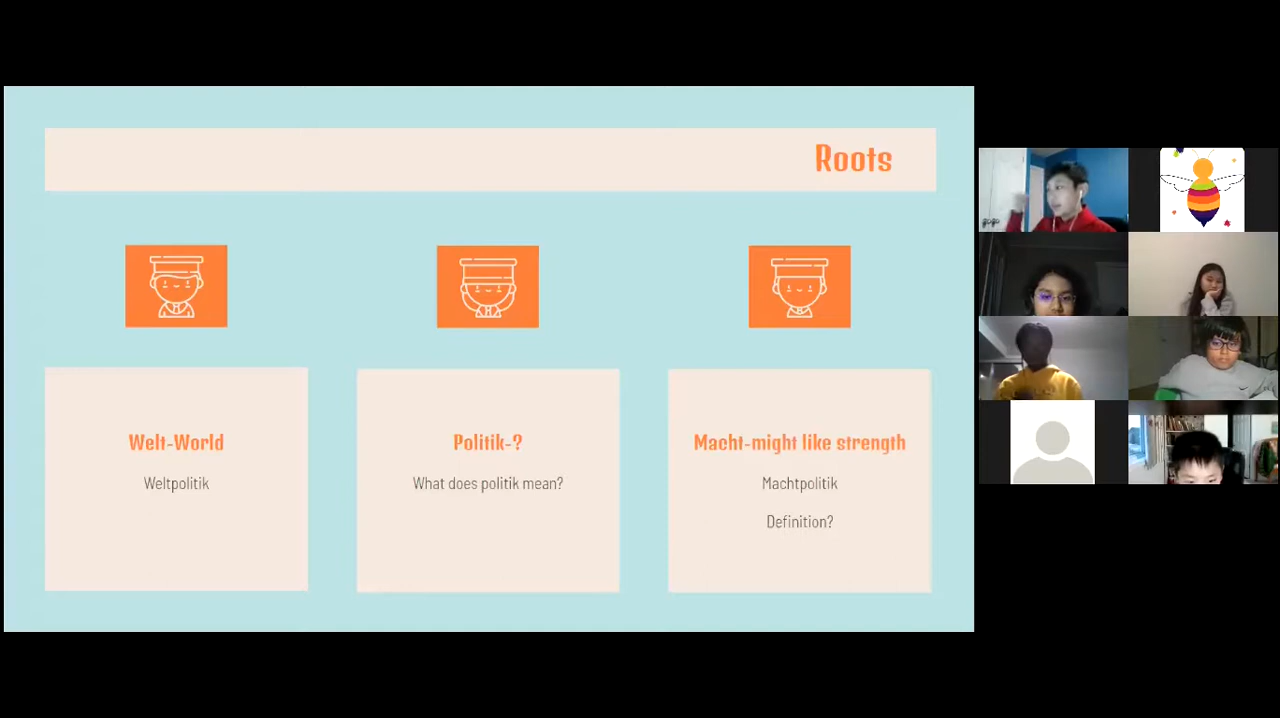 Roots
Welt-World
Weltpolitik
Politik-?
What does politik mean?
Macht-might like strength
Machtpolitik
Definition?